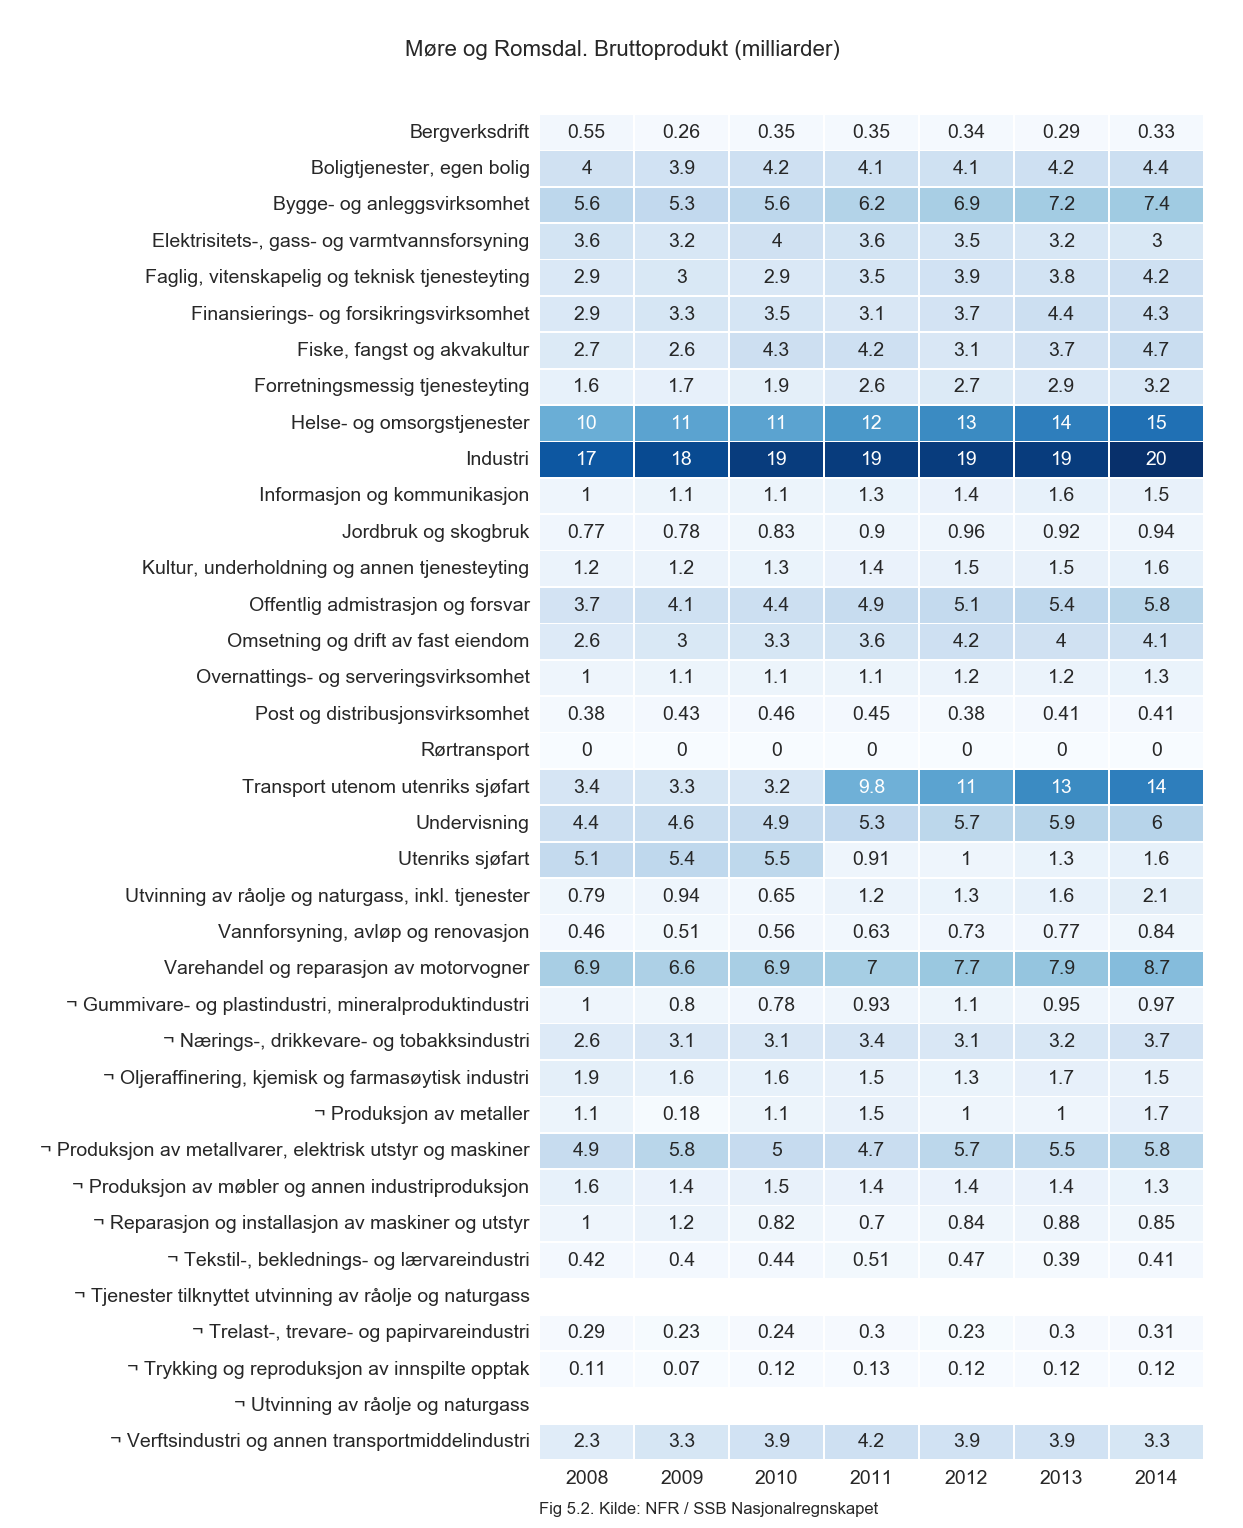 Møre og Romsdal. Bruttoprodukt (milliarder)
Bergverksdrift 0.55 0.26 0.35 0.35 0.34 0.29 0.33
Boligtjenester, egen bolig 4 3.9 4.2 4.1 4.1 4.2 4.4
Bygge- og anleggsvirksomhet 5.6 5.3 5.6 6.2 6.9 7.2 7.4
Elektrisitets-, gass- og varmtvannsforsyning 3.6 3.2 4 3.6 3.5 3.2 3
Faglig, vitenskapelig og teknisk tjenesteyting 2.9 3 2.9 3.5 3.9 3.8 4.2
Finansierings- og forsikringsvirksomhet 2.9 3.3 3.5 3.1 3.7 4.4 4.3
Fiske, fangst og akvakultur 2.7 2.6 4.3 4.2 3.1 3.7 4.7
Forretningsmessig tjenesteyting 1.6 1.7 1.9 2.6 2.7 2.9 3.2
Helse- og omsorgstjenester 10 11 11 12 13 14 15
Industri 17 18 19 19 19 19 20
Informasjon og kommunikasjon 1 1.1 1.1 1.3 1.4 1.6 1.5
Jordbruk og skogbruk 0.77 0.78 0.83 0.9 0.96 0.92 0.94
Kultur, underholdning og annen tjenesteyting 1.2 1.2 1.3 1.4 1.5 1.5 1.6
Offentlig admistrasjon og forsvar 3.7 4.1 4.4 4.9 5.1 5.4 5.8
Omsetning og drift av fast eiendom 2.6 3 3.3 3.6 4.2 4 4.1
Overnattings- og serveringsvirksomhet 1 1.1 1.1 1.1 1.2 1.2 1.3
Post og distribusjonsvirksomhet 0.38 0.43 0.46 0.45 0.38 0.41 0.41
Rørtransport 0 0 0 0 0 0 0
Transport utenom utenriks sjøfart 3.4 3.3 3.2 9.8 11 13 14
Undervisning 4.4 4.6 4.9 5.3 5.7 5.9 6
Utenriks sjøfart 5.1 5.4 5.5 0.91 1 1.3 1.6
Utvinning av råolje og naturgass, inkl. tjenester 0.79 0.94 0.65 1.2 1.3 1.6 2.1
Vannforsyning, avløp og renovasjon 0.46 0.51 0.56 0.63 0.73 0.77 0.84
Varehandel og reparasjon av motorvogner 6.9 6.6 6.9 7 7.7 7.9 8.7
¬ Gummivare- og plastindustri, mineralproduktindustri 1 0.8 0.78 0.93 1.1 0.95 0.97
¬ Nærings-, drikkevare- og tobakksindustri 2.6 3.1 3.1 3.4 3.1 3.2 3.7
¬ Oljeraffinering, kjemisk og farmasøytisk industri 1.9 1.6 1.6 1.5 1.3 1.7 1.5
¬ Produksjon av metaller 1.1 0.18 1.1 1.5 1 1 1.7
¬ Produksjon av metallvarer, elektrisk utstyr og maskiner 4.9 5.8 5 4.7 5.7 5.5 5.8
¬ Produksjon av møbler og annen industriproduksjon 1.6 1.4 1.5 1.4 1.4 1.4 1.3
¬ Reparasjon og installasjon av maskiner og utstyr 1 1.2 0.82 0.7 0.84 0.88 0.85
¬ Tekstil-, beklednings- og lærvareindustri 0.42 0.4 0.44 0.51 0.47 0.39 0.41
¬ Tjenester tilknyttet utvinning av råolje og naturgass
¬ Trelast-, trevare- og papirvareindustri 0.29 0.23 0.24 0.3 0.23 0.3 0.31
¬ Trykking og reproduksjon av innspilte opptak 0.11 0.07 0.12 0.13 0.12 0.12 0.12
¬ Utvinning av råolje og naturgass
¬ Verftsindustri og annen transportmiddelindustri 2.3 3.3 3.9 4.2 3.9 3.9 3.3
2008 2009 2010 2011 2012 2013 2014
Fig 5.2. Kilde: NFR / SSB Nasjonalregnskapet